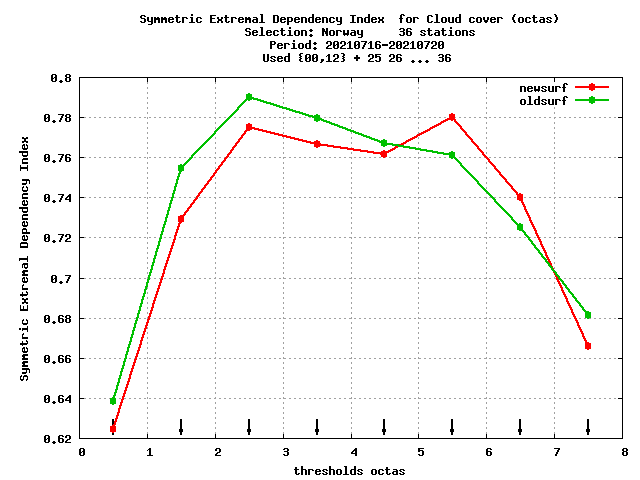 Symmetric Extremal Dependency Index  for Cloud cover (octas)
Selection: Norway     36 stations
Period: 20210716-20210720
Used {00,12} + 25 26 ... 36
newsurf
oldsurf
Symmetric Extremal Dependency Index
0.8
0.78
0.76
0.74
0.72
0.7
0.68
0.66
0.64
0.62
0 1 2 3 4 5 6 7 8
thresholds octas